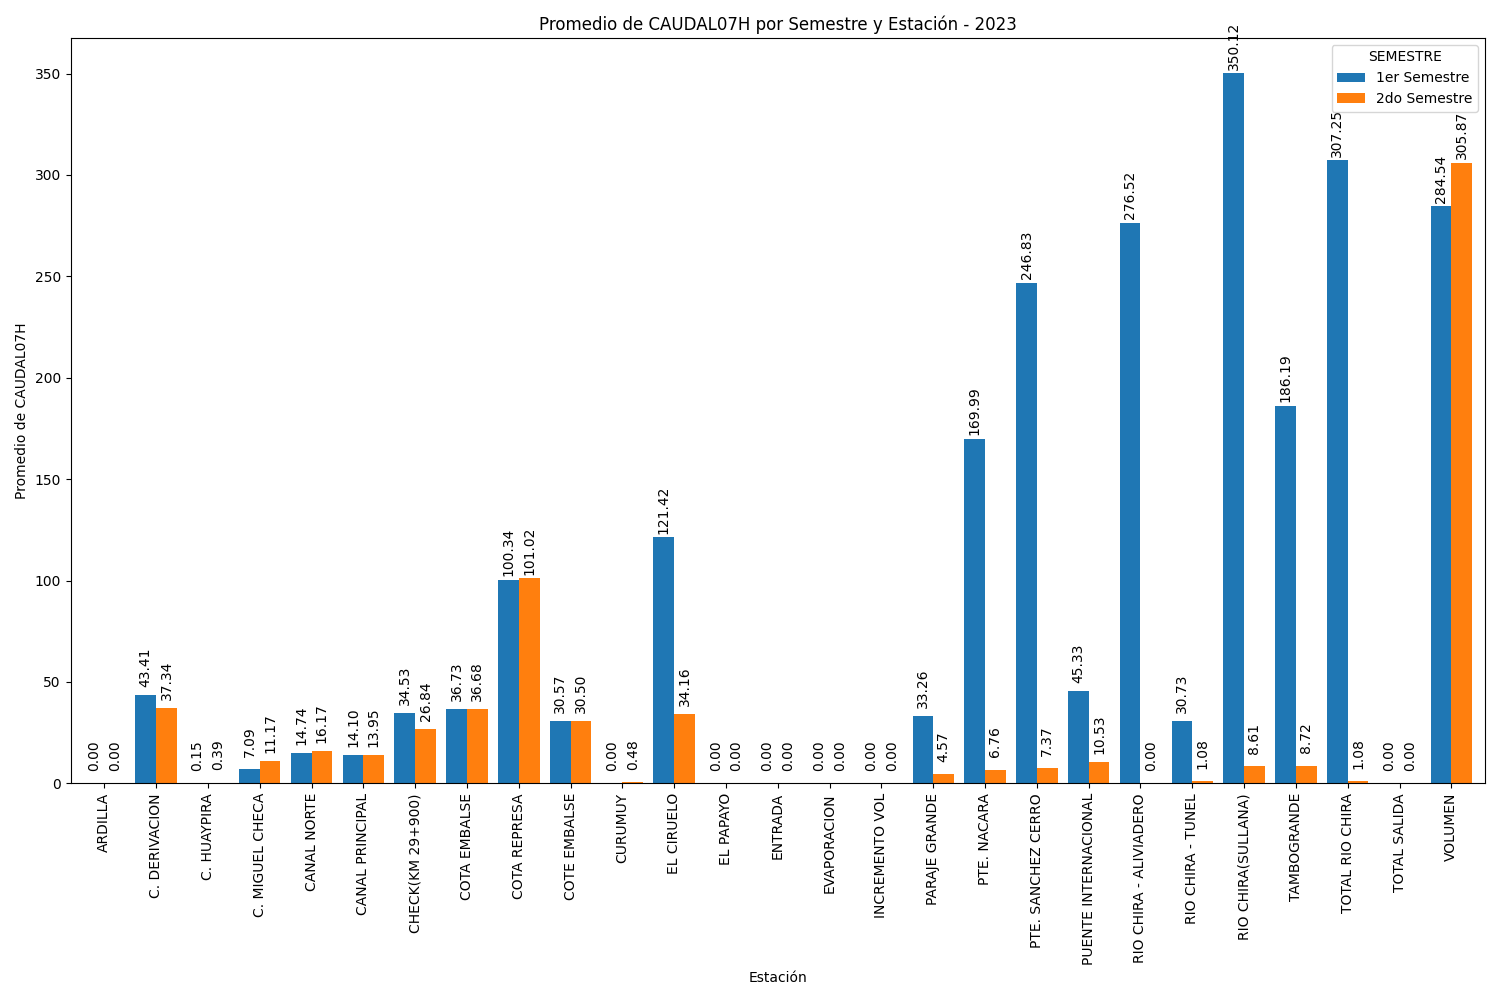 Promedio de CAUDAL07H por Semestre y Estación - 2023
SEMESTRE
1er Semestre
2do Semestre
Promedio de CAUDAL07H
350
300
250
200
150
100
50
0
0.00
0.00
43.41
37.34
0.15
0.39
7.09
11.17
14.74
16.17
14.10
13.95
34.53
26.84
36.73
36.68
100.34
101.02
30.57
30.50
0.00
0.48
121.42
34.16
0.00
0.00
0.00
0.00
0.00
0.00
0.00
0.00
33.26
4.57
169.99
6.76
246.83
7.37
45.33
10.53
276.52
0.00
30.73
1.08
350.12
8.61
186.19
8.72
307.25
1.08
0.00
0.00
284.54
305.87
ARDILLA
C. DERIVACION
C. HUAYPIRA
C. MIGUEL CHECA
CANAL NORTE
CANAL PRINCIPAL
CHECK(KM 29+900)
COTA EMBALSE
COTA REPRESA
COTE EMBALSE
CURUMUY
EL CIRUELO
EL PAPAYO
ENTRADA
EVAPORACION
INCREMENTO VOL
PARAJE GRANDE
PTE. NACARA
PTE. SANCHEZ CERRO
PUENTE INTERNACIONAL
RIO CHIRA - ALIVIADERO
RIO CHIRA - TUNEL
RIO CHIRA(SULLANA)
TAMBOGRANDE
TOTAL RIO CHIRA
TOTAL SALIDA
VOLUMEN
Estación